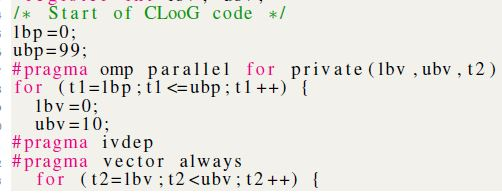 /* Start of CLooG code */
lbp=0;
ubp=99;
#pragma omp parallel for private(lbv,ubv,t2)
for (t1=lbp;t1<=ubp;t1++) {
lbv=0;
ubv=10;
#pragma ivdep
#pragma vector always
for (t2=lbv;t2<ubv;t2++) {